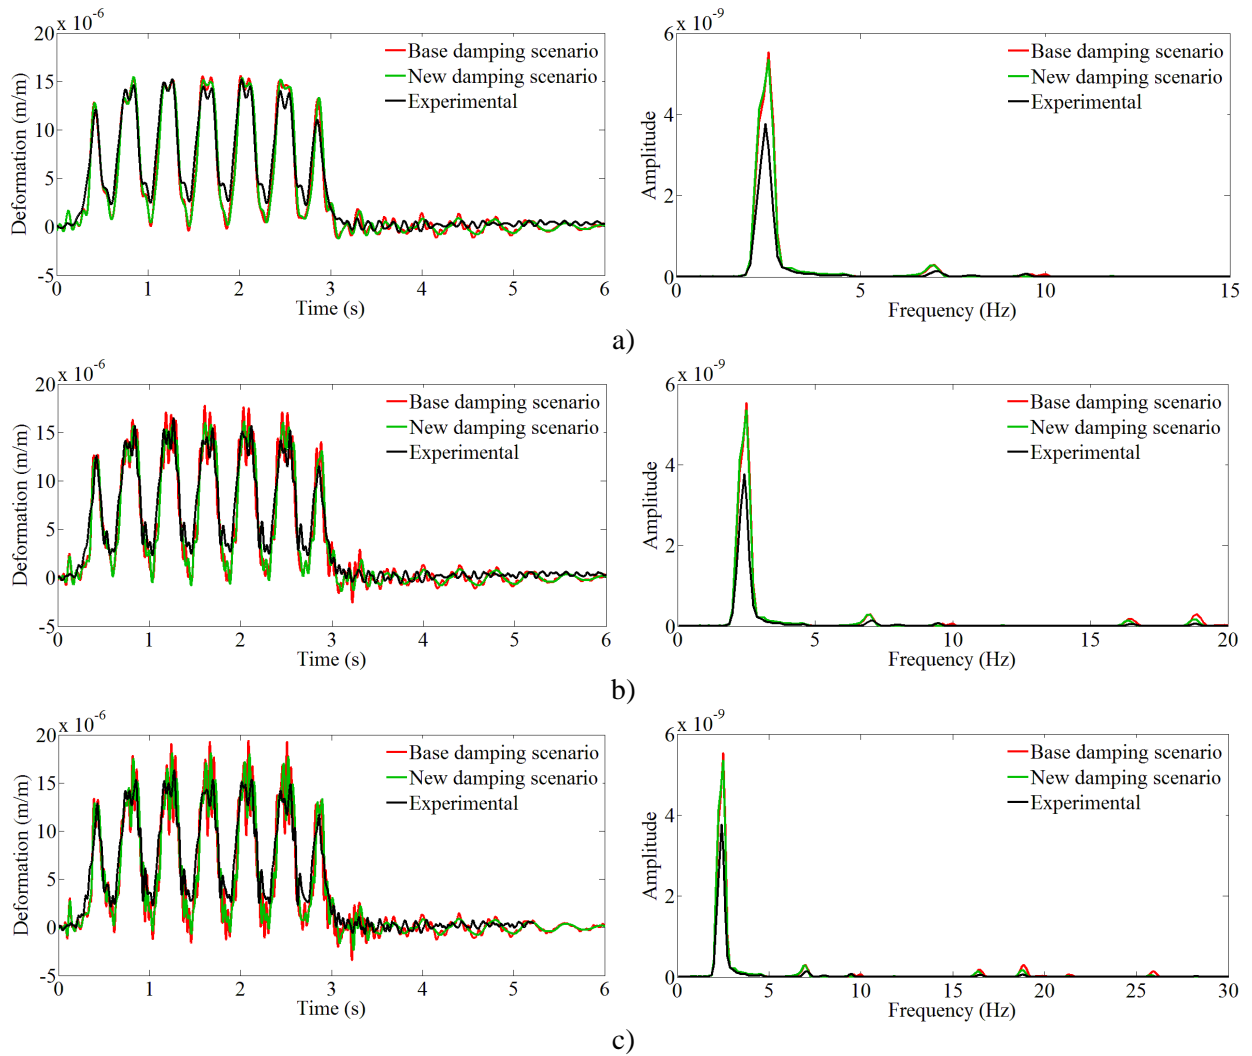 x 10-6
20
15
10
5
0
-5
Deformation (m/m)
Base damping scenario
New damping scenario
Experimental
0 1 2 3 4 5 6
Time (s)
x 10-9
6
4
2
0
Amplitude
Base damping scenario
New damping scenario
Experimental
0 5 10 15
Frequency (Hz)
a)
x 10-6
20
15
10
5
0
-5
Deformation (m/m)
Base damping scenario
New damping scenario
Experimental
0 1 2 3 4 5 6
Time (s)
x 10-9
6
4
2
0
Amplitude
Base damping scenario
New damping scenario
Experimental
0 5 10 15 20
Frequency (Hz)
b)
x 10-6
20
15
10
5
0
-5
Deformation (m/m)
Base damping scenario
New damping scenario
Experimental
0 1 2 3 4 5 6
Time (s)
x 10-9
6
4
2
0
Amplitude
Base damping scenario
New damping scenario
Experimental
0 5 10 15 20 25 30
Frequency (Hz)
c)